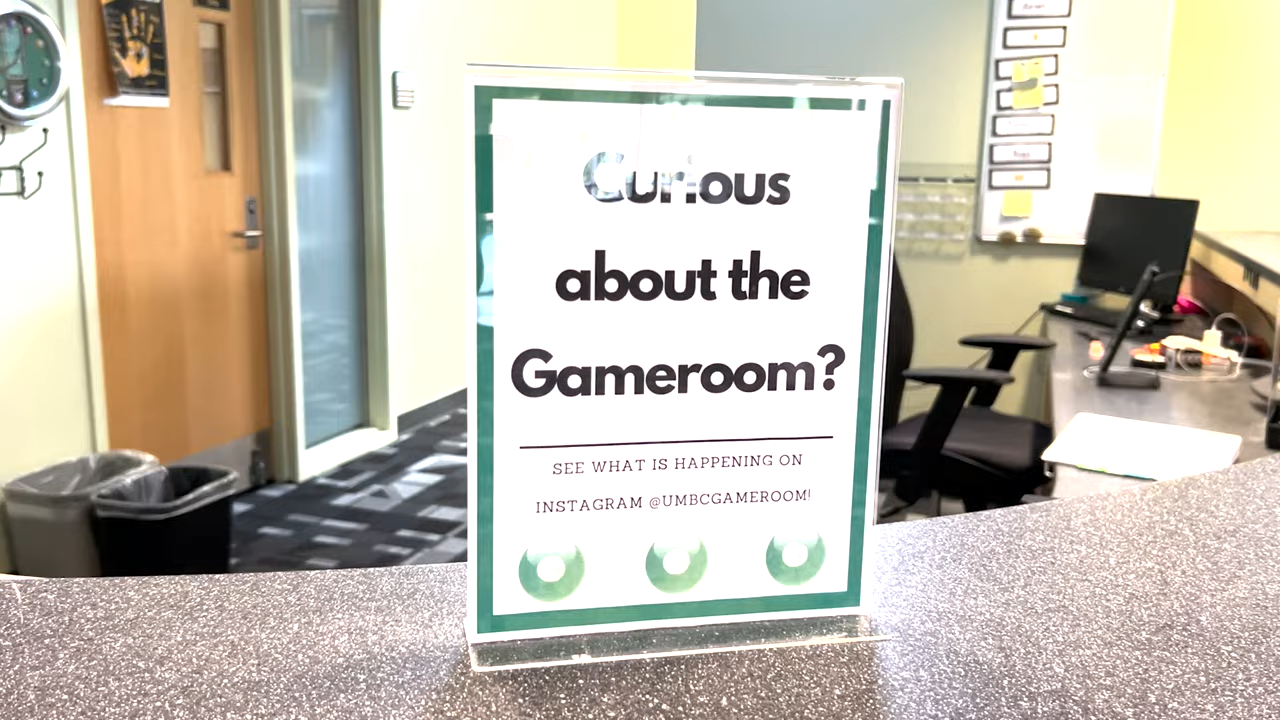 Curious
about the
Gameroom?
SEE WHAT IS HAPPENING ON
INSTAGRAM @UMBCGAMEROOM!